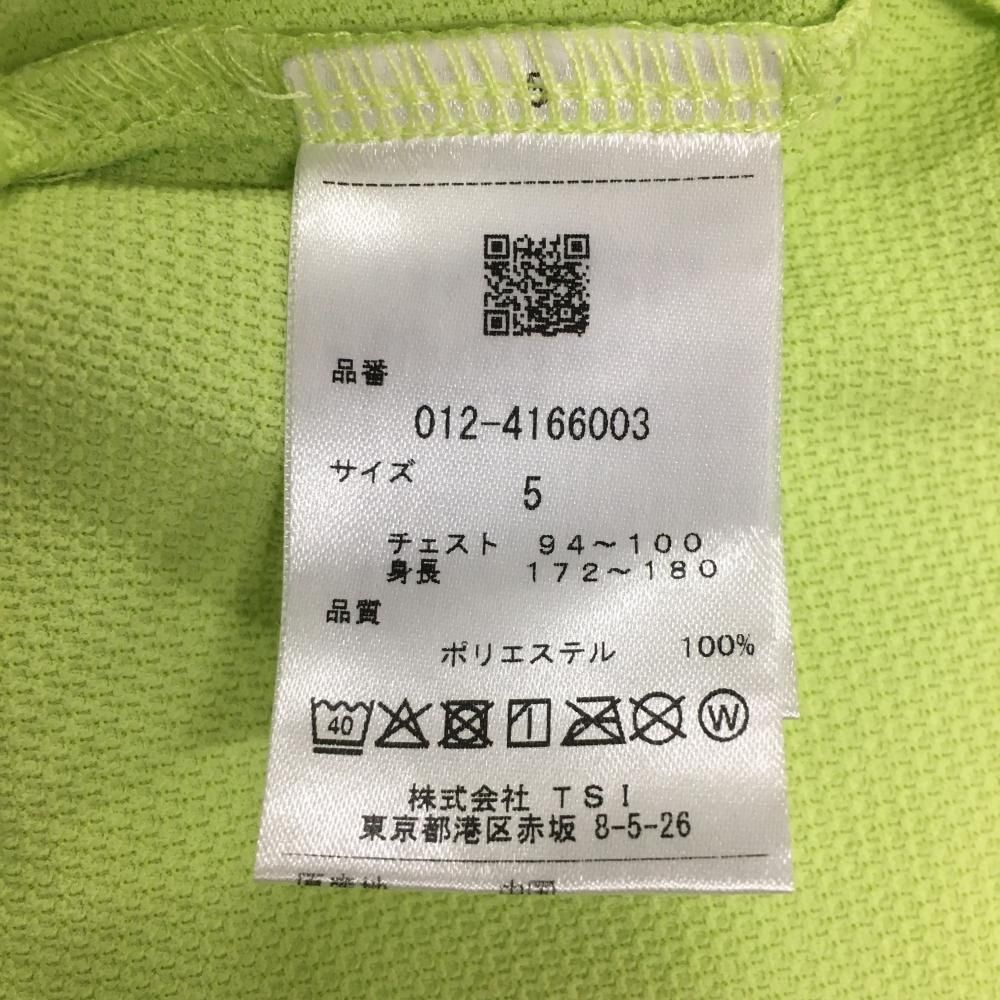 5
品番
012-4166003
サイズ
5
チェスト 94～100
身長 172～180
品質
ポリエステル 100%
40
W
株式会社 TSI
東京都港区赤坂 8-5-26